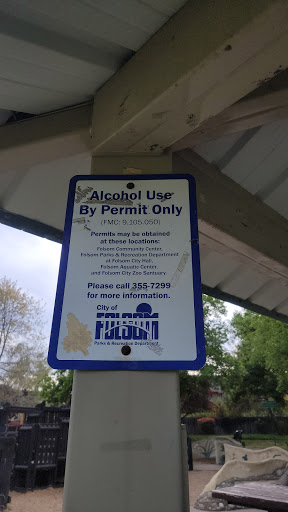 Alcohol Use
By Permit Only
(FMC: 9.105.050)
Permits may be obtained
at these locations:
Folsom Community Center,
Folsom Parks & Recreation Department
at Folsom City Hall,
Folsom Aquatic Center,
and Folsom City Zoo Santuary.
Please call 355-7299
for more information.
City of
FOLSOM
Parks & Recreation Department